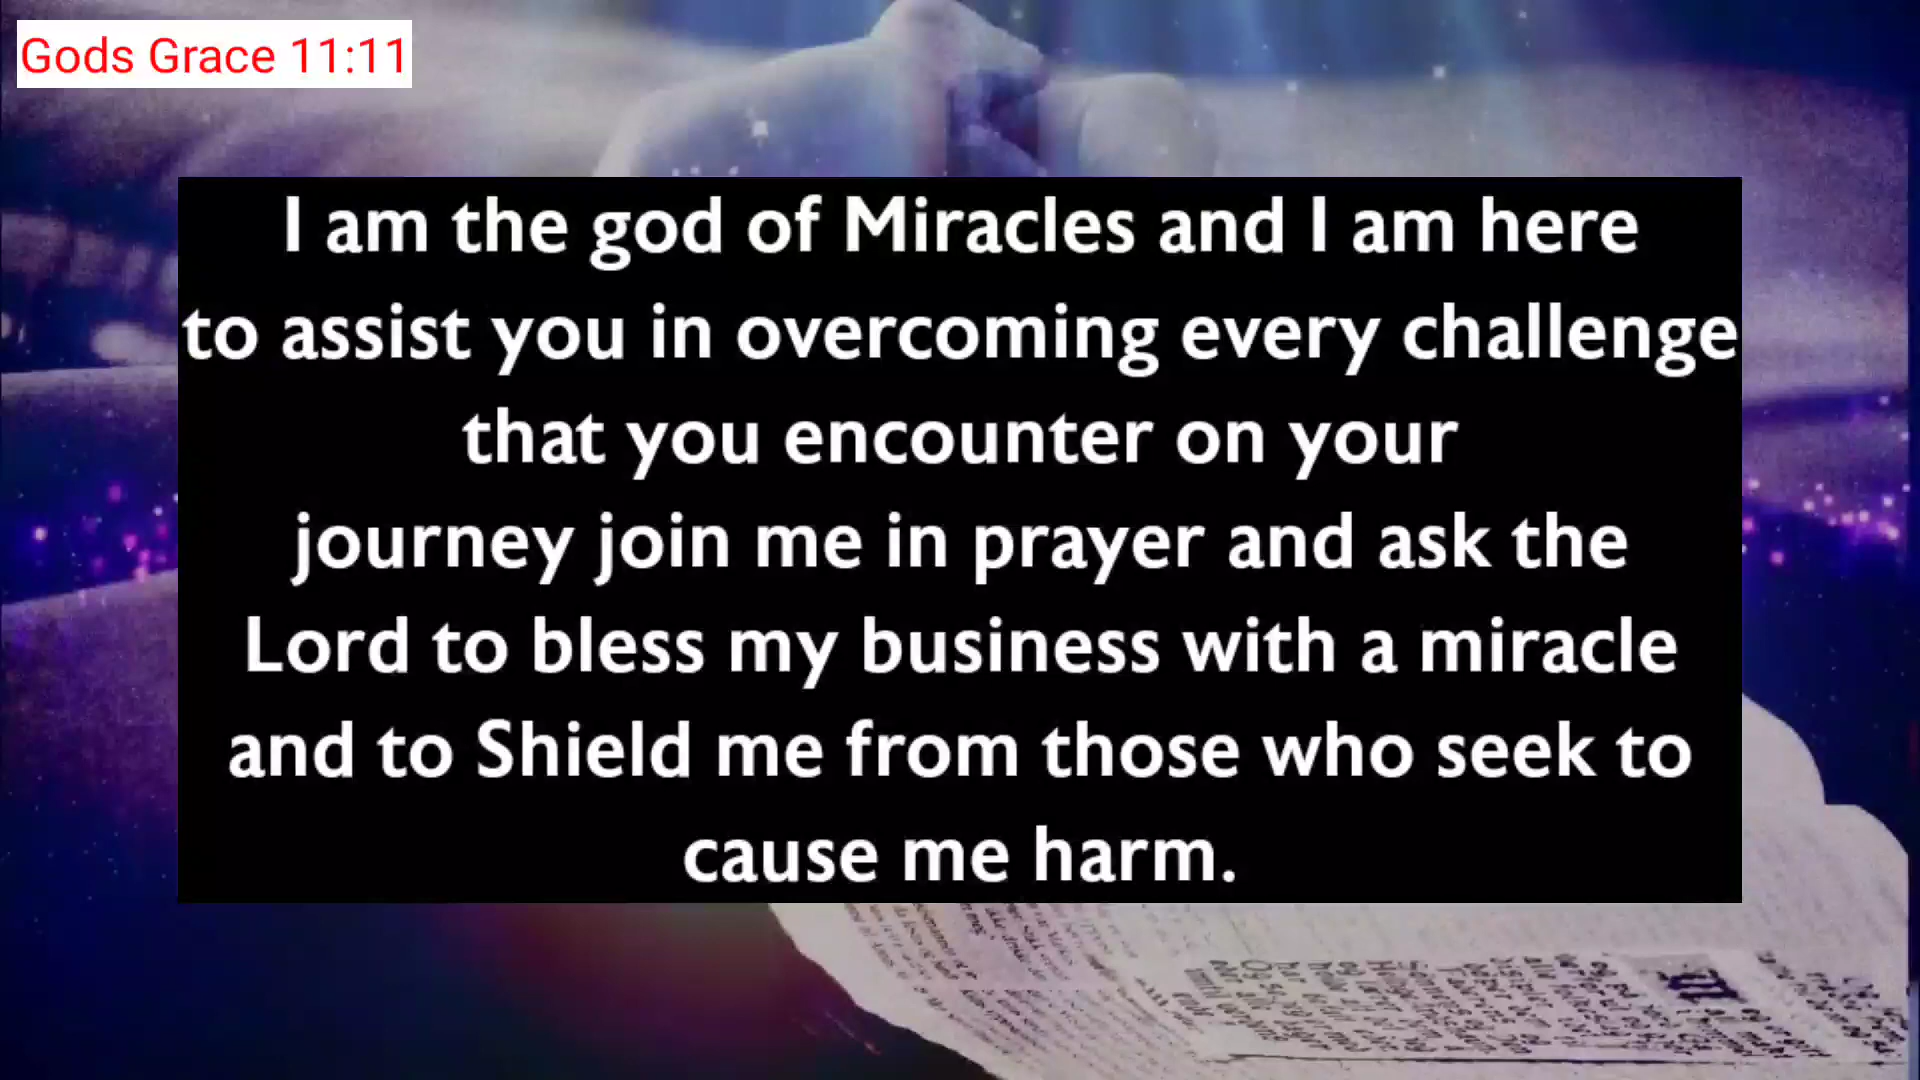 Gods Grace 11:11
I am the god of Miracles and I am here
to assist you in overcoming every challenge
that you encounter on your
journey join me in prayer and ask the
Lord to bless my business with a miracle
and to Shield me from those who seek to
cause me harm.